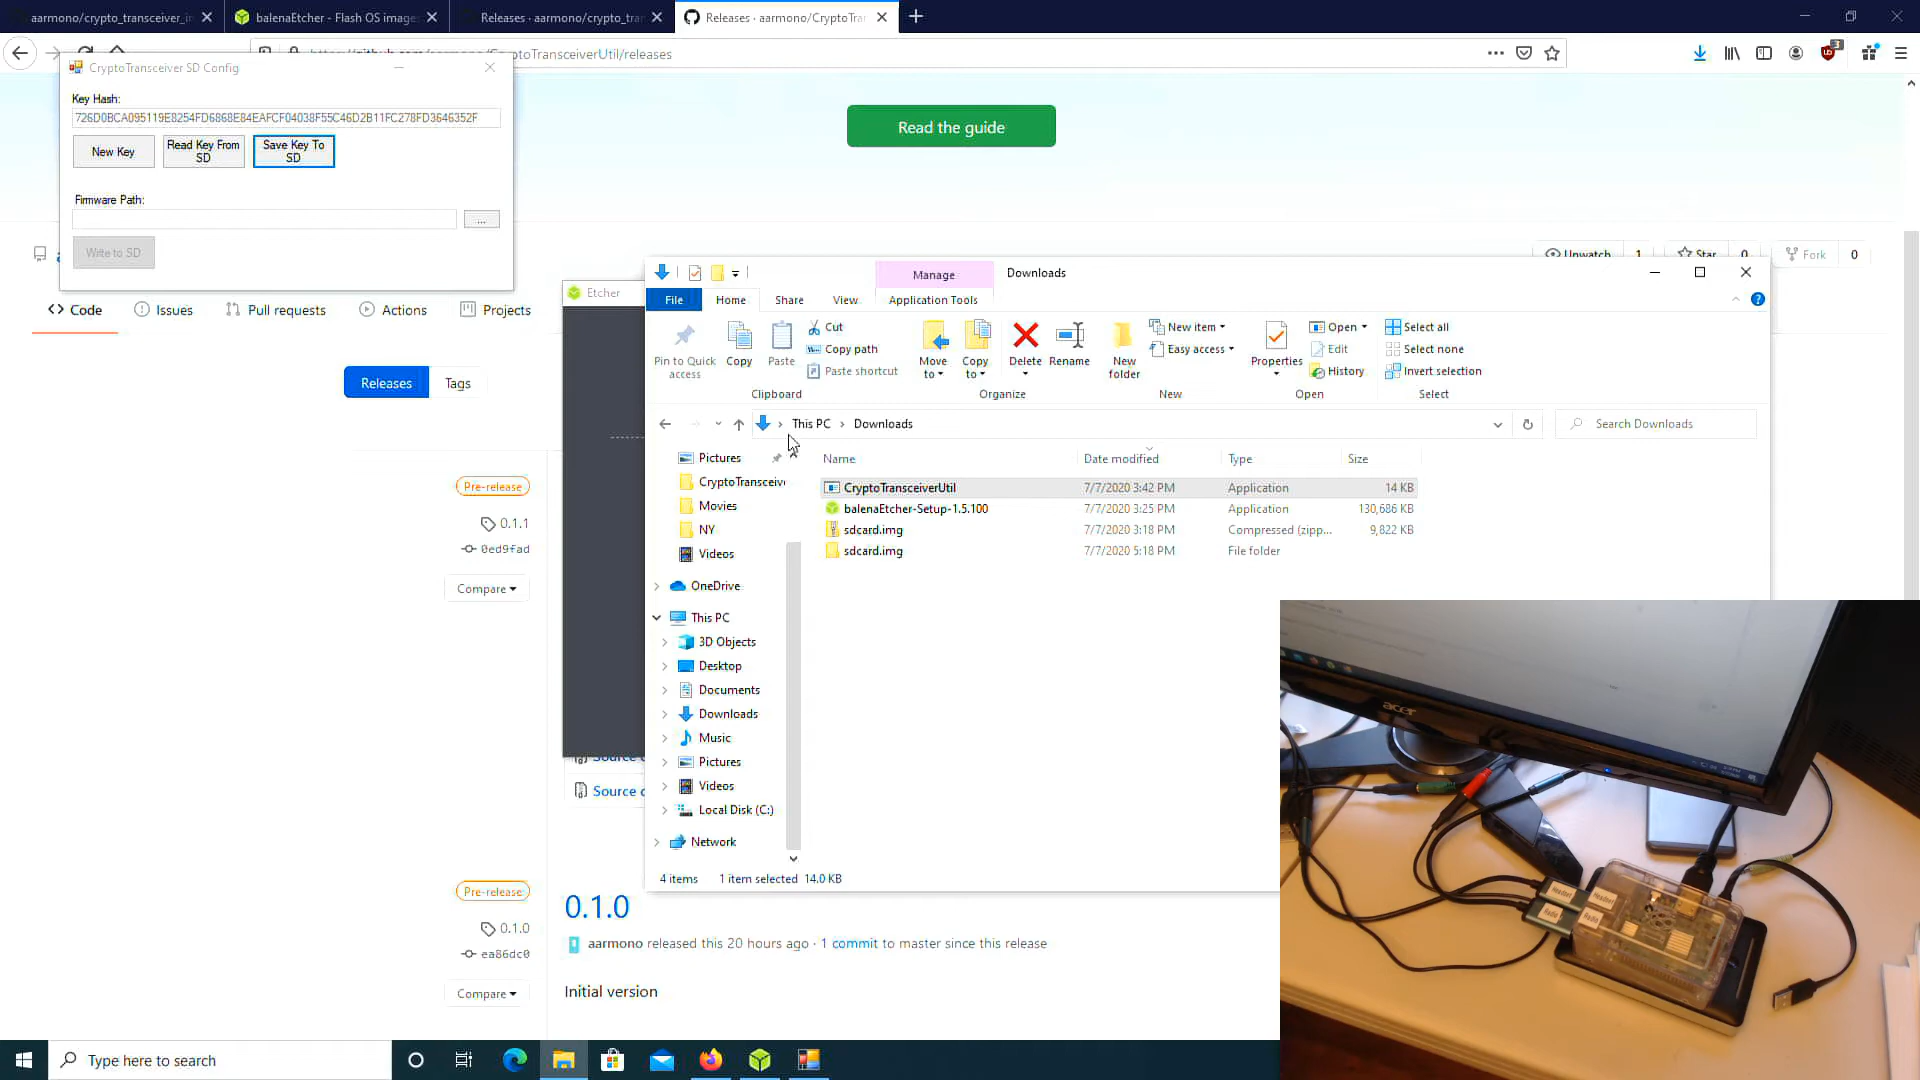 aarmono/crypto_transceiver_in
balenaEtcher - Flash OS images
Releases · aarmono/crypto_tran
Releases · aarmono/CryptoTran
toTransceiverUtil/releases
CryptoTransceiver SD Config
Key Hash:
726D0BCA095119E8254FD6868E84EAFCF04038F55C46D2B11FC278FD3646352F
New Key
Read Key From SD
Save Key To SD
Firmware Path:
...
Write to SD
Read the guide
Unwatch 1
Star 0
Fork 0
Code
Issues
Pull requests
Actions
Projects
Releases
Tags
Pre-release
0.1.1
0ed9fad
Compare
Etcher
Source
Source c
Manage
Downloads
File
Home
Share
View
Application Tools
Pin to Quick access
Copy
Paste
Cut
Copy path
Paste shortcut
Clipboard
Move to
Copy to
Delete
Rename
Organize
New folder
New item
Easy access
New
Properties
Open
Edit
History
Open
Select all
Select none
Invert selection
Select
This PC
Downloads
Search Downloads
Name
Date modified
Type
Size
CryptoTransceiverUtil 7/7/2020 3:42 PM Application 14 KB
balenaEtcher-Setup-1.5.100 7/7/2020 3:25 PM Application 130,686 KB
sdcard.img 7/7/2020 3:18 PM Compressed (zipp... 9,822 KB
sdcard.img 7/7/2020 5:18 PM File folder
Pictures
CryptoTransceive
Movies
NY
Videos
OneDrive
This PC
3D Objects
Desktop
Documents
Downloads
Music
Pictures
Videos
Local Disk (C:)
Network
4 items
1 item selected 14.0 KB
Pre-release
0.1.0
ea86dc0
Compare
0.1.0
aarmono released this 20 hours ago · 1 commit to master since this release
Initial version
acer
Headset
Headset
Radio
Radio
Type here to search